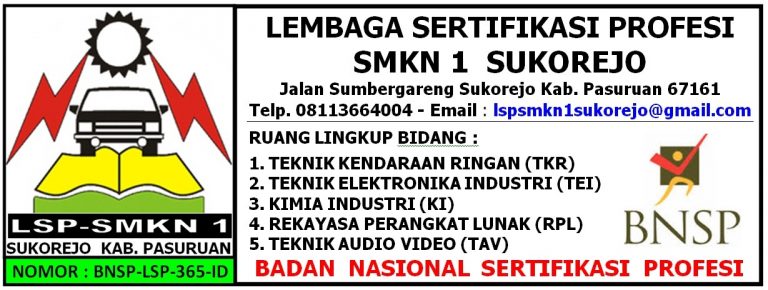 LSP-SMKN 1
SUKOREJO KAB. PASURUAN
NOMOR : BNSP-LSP-365-ID
LEMBAGA SERTIFIKASI PROFESI
SMKN 1 SUKOREJO
Jalan Sumbergareng Sukorejo Kab. Pasuruan 67161
Telp. 08113664004 - Email : lspsmkn1sukorejo@gmail.com
RUANG LINGKUP BIDANG :
1. TEKNIK KENDARAAN RINGAN (TKR)
2. TEKNIK ELEKTRONIKA INDUSTRI (TEI)
3. KIMIA INDUSTRI (KI)
4. REKAYASA PERANGKAT LUNAK (RPL)
5. TEKNIK AUDIO VIDEO (TAV)
BNSP
BADAN NASIONAL SERTIFIKASI PROFESI